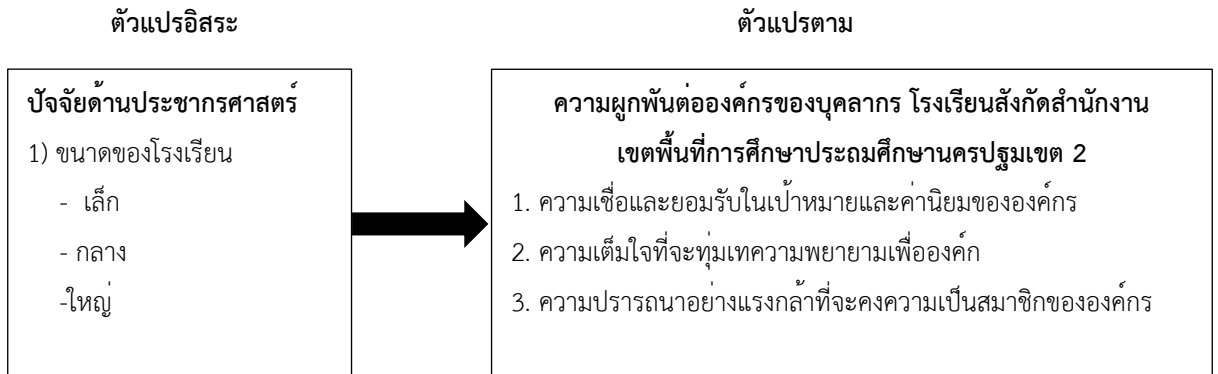 ตัวแปรอิสระ
ตัวแปรตาม
ปัจจัยด้านประชากรศาสตร์
1) ขนาดของโรงเรียน
- เล็ก
- กลาง
-ใหญ่
ความผูกพันต่อองค์กรของบุคลากร โรงเรียนสังกัดสำนักงาน
เขตพื้นที่การศึกษาประถมศึกษานครปฐมเขต 2
1. ความเชื่อและยอมรับในเป้าหมายและค่านิยมขององค์กร
2. ความเต็มใจที่จะทุ่มเทความพยายามเพื่อองค์ก
3. ความปรารถนาอย่างแรงกล้าที่จะคงความเป็นสมาชิกขององค์กร